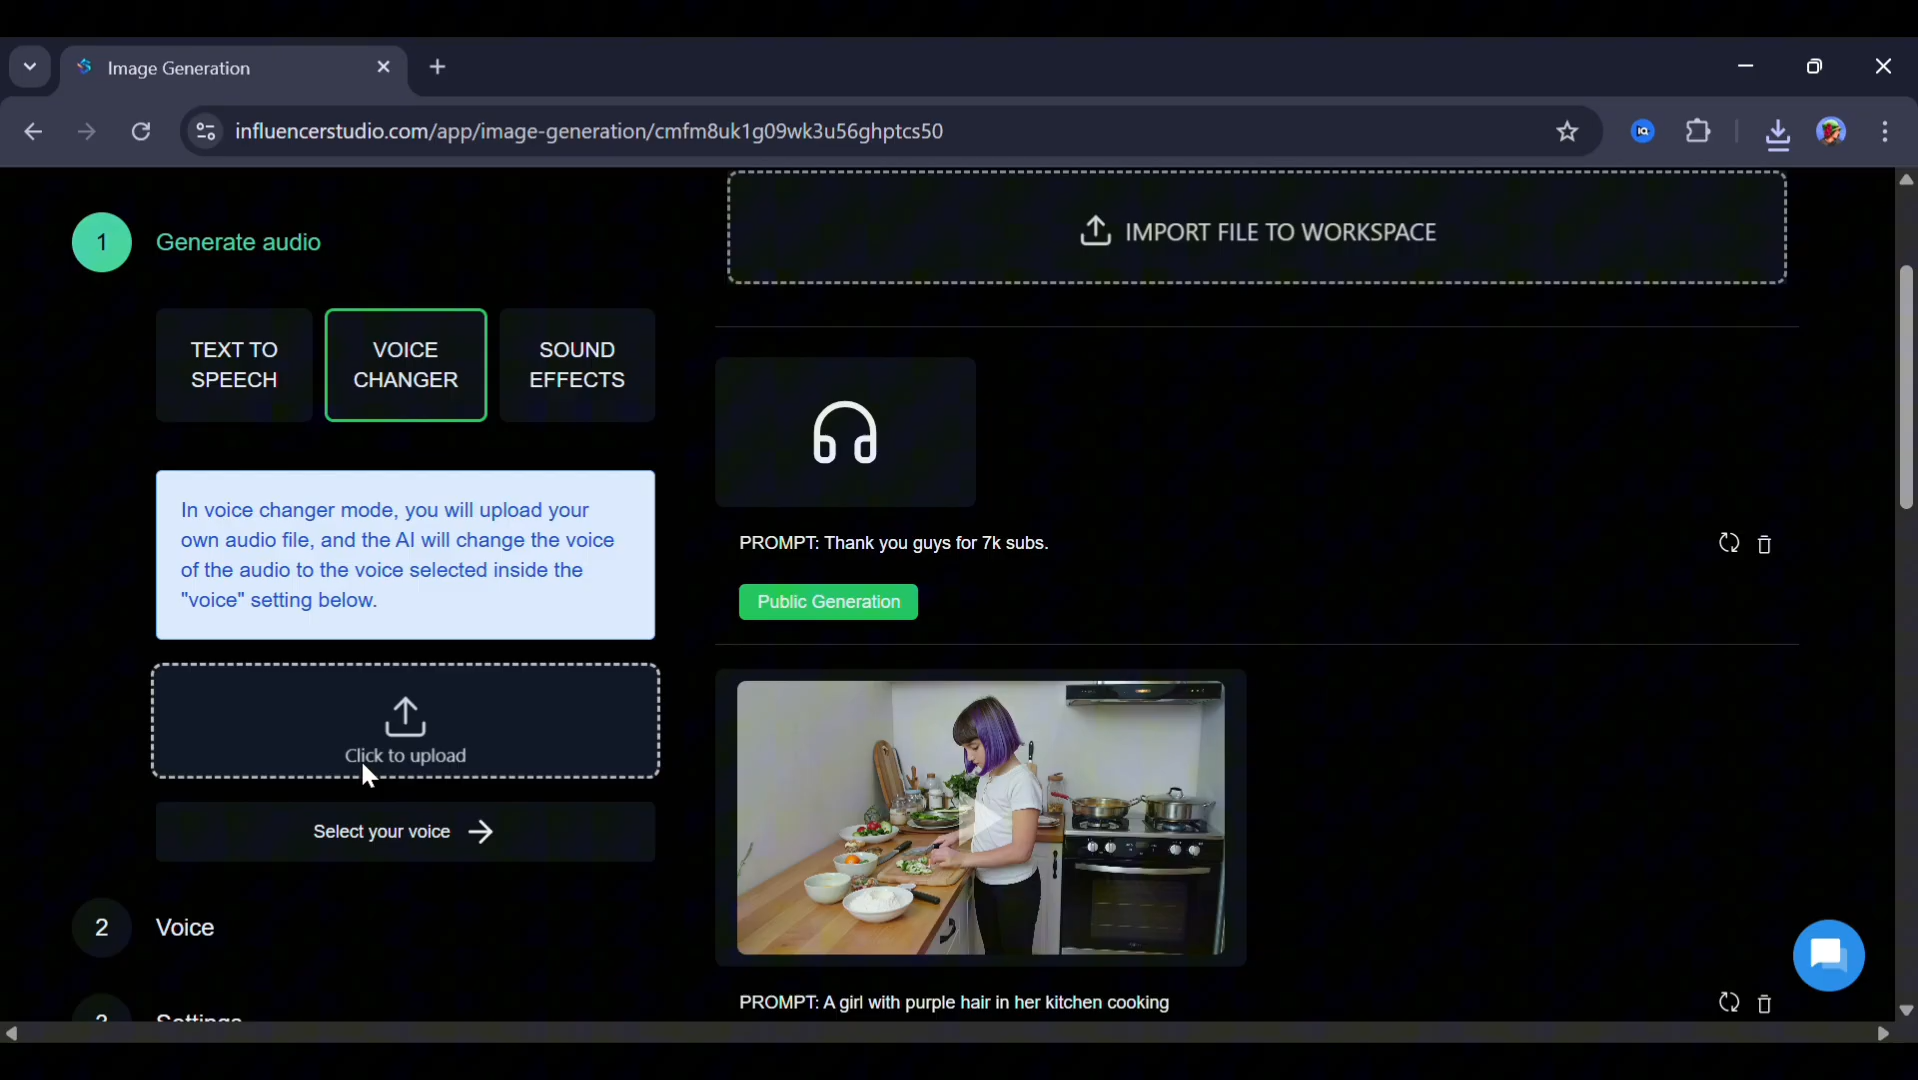 Image Generation
influencerstudio.com/app/image-generation/cmfm8uk1g09wk3u56ghptcs50
1
Generate audio
TEXT TO
SPEECH
VOICE
CHANGER
SOUND
EFFECTS
In voice changer mode, you will upload your
own audio file, and the AI will change the voice
of the audio to the voice selected inside the
"voice" setting below.
Click to upload
Select your voice
2
Voice
3
Settings
IMPORT FILE TO WORKSPACE
PROMPT: Thank you guys for 7k subs.
Public Generation
PROMPT: A girl with purple hair in her kitchen cooking